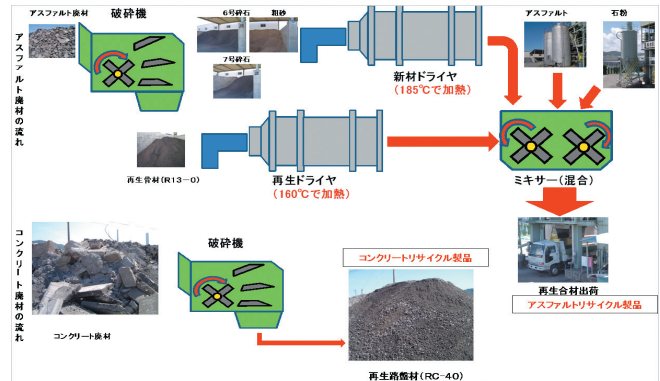 アスファルト廃材の流れ
アスファルト廃材
破砕機
6号砕石
粗砂
7号砕石
新材ドライヤ
(185℃で加熱)
アスファルト
石粉
再生骨材(R13-0)
再生ドライヤ
(160℃で加熱)
ミキサー(混合)
再生合材出荷
アスファルトリサイクル製品
コンクリート廃材の流れ
コンクリート廃材
破砕機
コンクリートリサイクル製品
再生路盤材(RC-40)